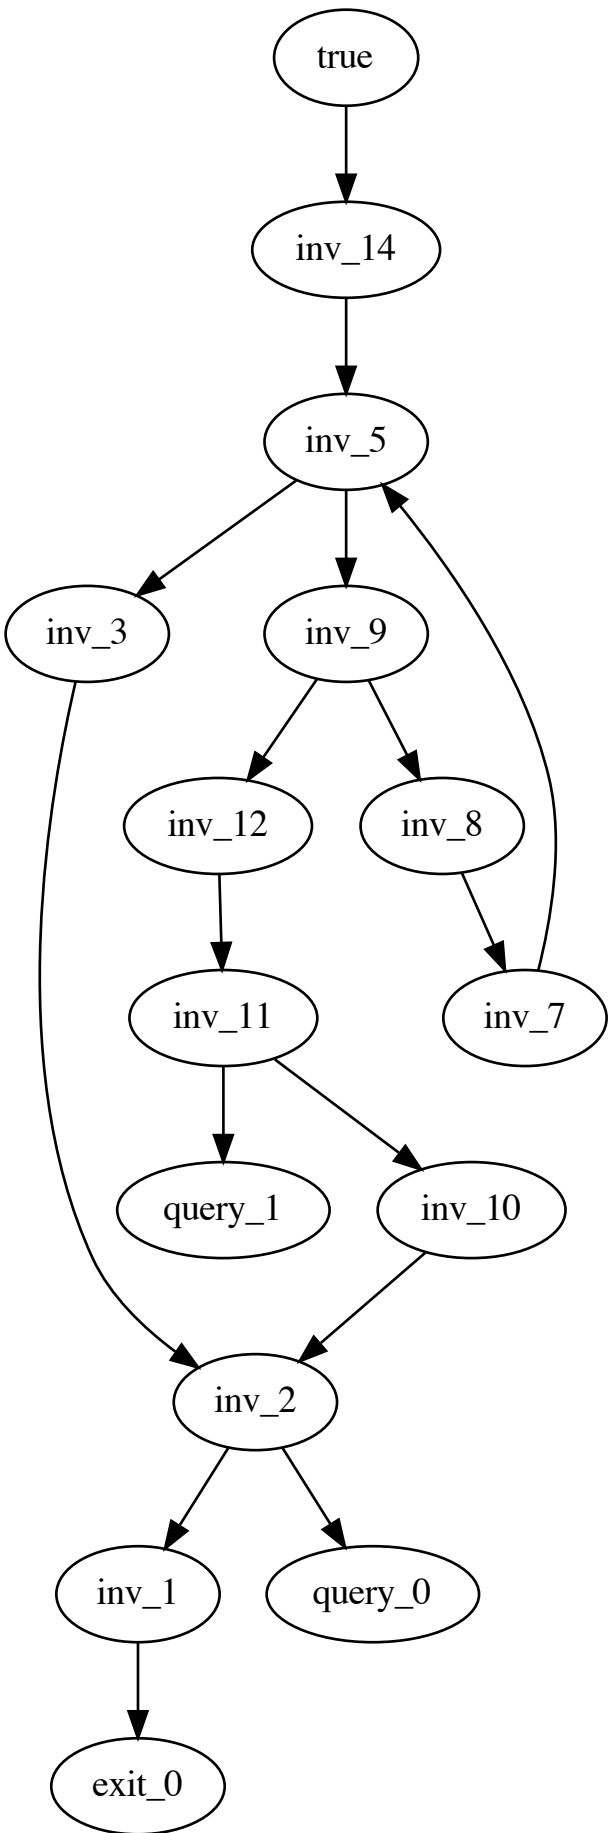 true
inv_14
inv_5
inv_3
inv_9
inv_12
inv_8
inv_11
inv_7
query_1
inv_10
inv_2
inv_1
query_0
exit_0